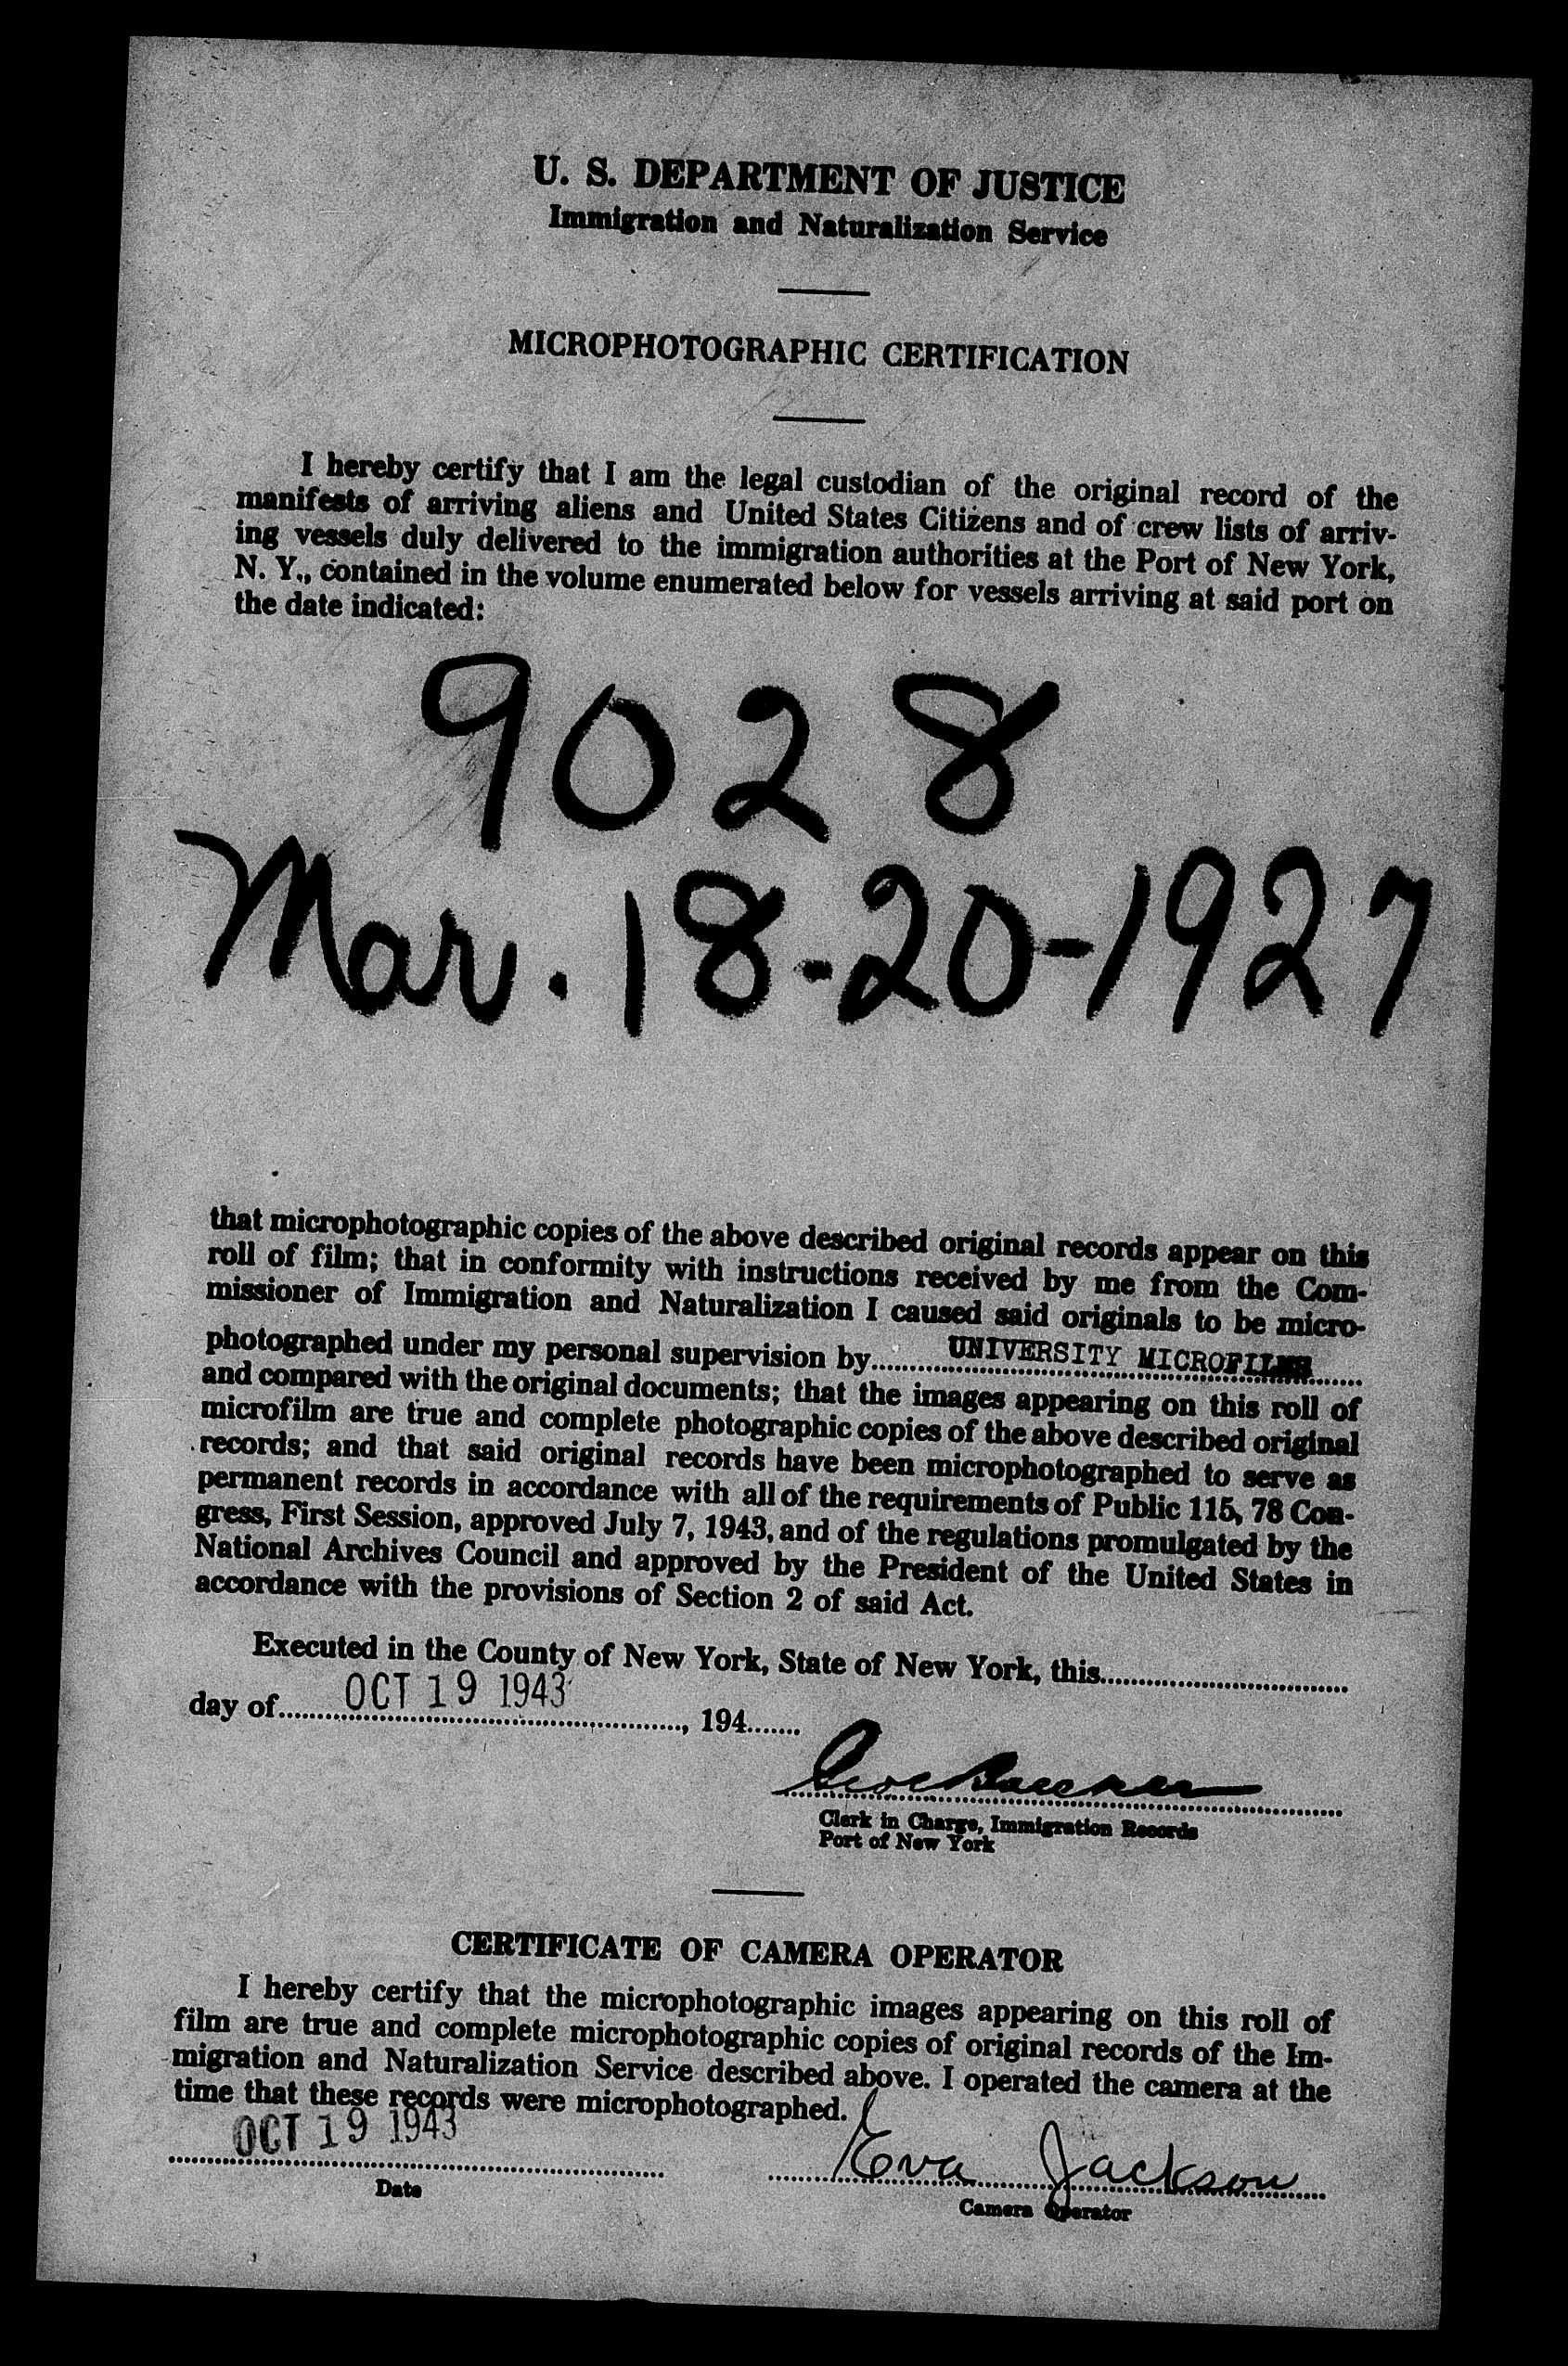 U. S. DEPARTMENT OF JUSTICE
Immigration and Naturalization Service
MICROPHOTOGRAPHIC CERTIFICATION
I hereby certify that I am the legal custodian of the original record of the
manifests of arriving aliens and United States Citizens and of crew lists of arriv-
ing vessels duly delivered to the immigration authorities at the Port of New York,
N. Y., contained in the volume enumerated below for vessels arriving at said port on
the date indicated:
9028
Mar. 18-20-1927
that microphotographic copies of the above described original records appear on this
roll of film; that in conformity with instructions received by me from the Com-
missioner of Immigration and Naturalization I caused said originals to be micro-
photographed under my personal supervision by UNIVERSITY MICROFILMS
and compared with the original documents; that the images appearing on this roll of
microfilm are true and complete photographic copies of the above described original
records; and that said original records have been microphotographed to serve as
permanent records in accordance with all of the requirements of Public 115, 78 Con-
gress, First Session, approved July 7, 1943, and of the regulations promulgated by the
National Archives Council and approved by the President of the United States in
accordance with the provisions of Section 2 of said Act.
Executed in the County of New York, State of New York, this
day of OCT 19 1943, 194
Clerk in Charge, Immigration Records
Port of New York
CERTIFICATE OF CAMERA OPERATOR
I hereby certify that the microphotographic images appearing on this roll of
film are true and complete microphotographic copies of original records of the Im-
migration and Naturalization Service described above. I operated the camera at the
time that these records were microphotographed.
OCT 19 1943 Eva Jackson
Date Camera Operator